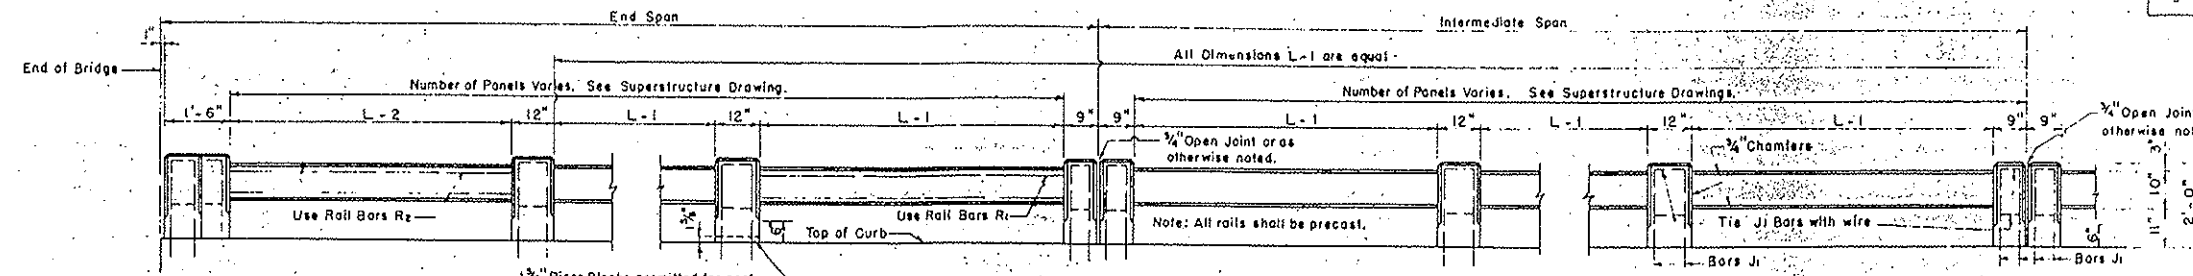 End Span
Intermediate Span
1"
End of Bridge
All Dimensions L-1 are equal
Number of Panels Varies. See Superstructure Drawing.
Number of Panels Varies. See Superstructure Drawings.
1'-6"
L-2
12"
L-1
12"
L-1
9"
9"
L-1
12"
L-1
12"
L-1
9"
9"
3/4" Open Join
otherwise no
3/4" Open Joint or as
otherwise noted.
3/4" Chamfers
3"
10"
11"
2'-0"
Use Rail Bars R2
Use Rail Bars R1
Note: All rails shall be precast.
Tie J1 Bars with wire
6"
Top of Curb
6"
Bars J1
Bars J1